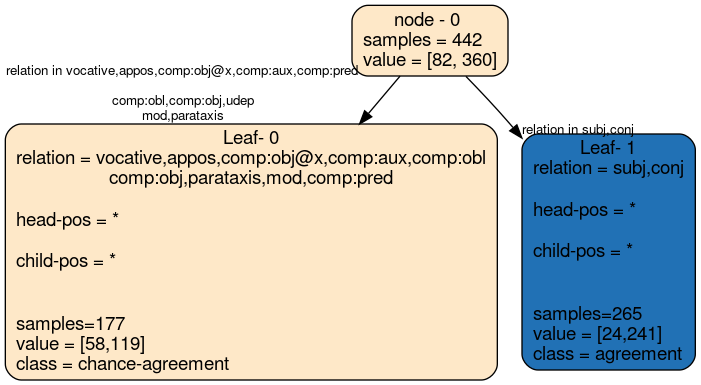 node - 0
samples = 442
value = [82, 360]
relation in vocative,appos,comp:obj@x,comp:aux,comp:pred
comp:obl,comp:obj,udep
mod,parataxis
relation in subj,conj
Leaf- 0
relation = vocative,appos,comp:obj@x,comp:aux,comp:obl
comp:obj,parataxis,mod,comp:pred
head-pos = *
child-pos = *
samples=177
value = [58,119]
class = chance-agreement
Leaf- 1
relation = subj,conj
head-pos = *
child-pos = *
samples=265
value = [24,241]
class = agreement